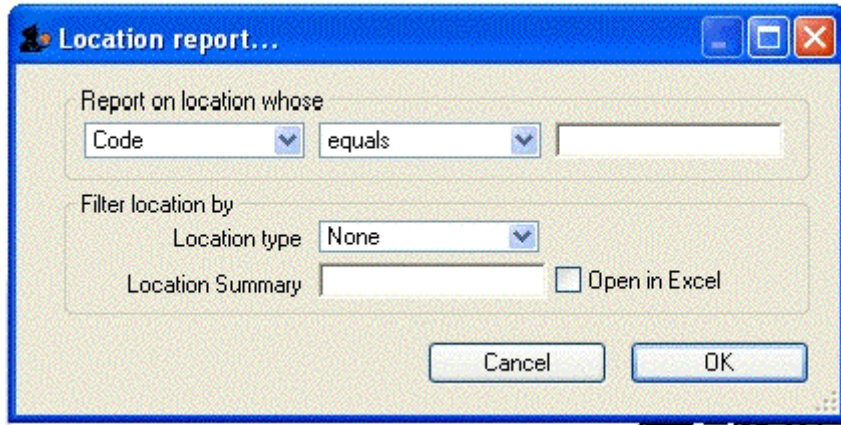 Location report...
Report on location whose
Code equals
Filter location by
Location type None
Location Summary Open in Excel
Cancel OK